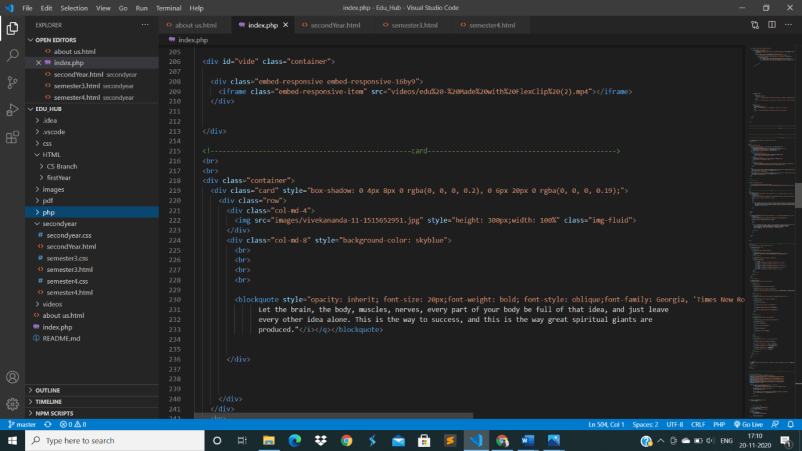 File Edit Selection View Go Run Terminal Help
index.php - Edu_Hub - Visual Studio Code
EXPLORER
about us.html
index.php
secondYear.html
semester3.html
semester4.html
OPEN EDITORS
about us.html
index.php
secondYear.html secondyear
semester3.html secondyear
semester4.html secondyear
EDU_HUB
.idea
.vscode
css
HTML
CS Branch
firstYear
images
pdf
php
secondyear
secondyear.css
secondYear.html
semester3.css
semester3.html
semester4.css
semester4.html
videos
about us.html
index.php
README.md
OUTLINE
TIMELINE
NPM SCRIPTS
index.php
205
206 <div id="vide" class="container">
207
208 <div class="embed-responsive embed-responsive-16by9">
209 <iframe class="embed-responsive-item" src="videos/edu%20-%20Made%20with%20FlexClip%20(2).mp4"></iframe>
210 </div>
211
212
213 </div>
214
215 <!--------------------------------------------card------------------------------------------>
216 <br>
217 <br>
218 <div class="container">
219 <div class="card" style="box-shadow: 0 4px 8px 0 rgba(0, 0, 0, 0.2), 0 6px 20px 0 rgba(0, 0, 0, 0.19);">
220 <div class="row">
221 <div class="col-md-4">
222 <img src="images/vivekananda-11-1515652951.jpg" style="height: 300px;width: 100%" class="img-fluid">
223 </div>
224 <div class="col-md-8" style="background-color: skyblue">
225 <br>
226 <br>
227 <br>
228 <br>
229
230 <blockquote style="opacity: inherit; font-size: 20px;font-weight: bold; font-style: oblique;font-family: Georgia, 'Times New Ro
231 Let the brain, the body, muscles, nerves, every part of your body be full of that idea, and just leave
232 every other idea alone. This is the way to success, and this is the way great spiritual giants are
233 produced."</i></q></blockquote>
234
235
236 </div>
237
238
239
240 </div>
241 </div>
242 <br>
master
0 0
Ln 504, Col 1 Spaces: 2 UTF-8 CRLF PHP Go Live
Type here to search
ENG
17:10
20-11-2020